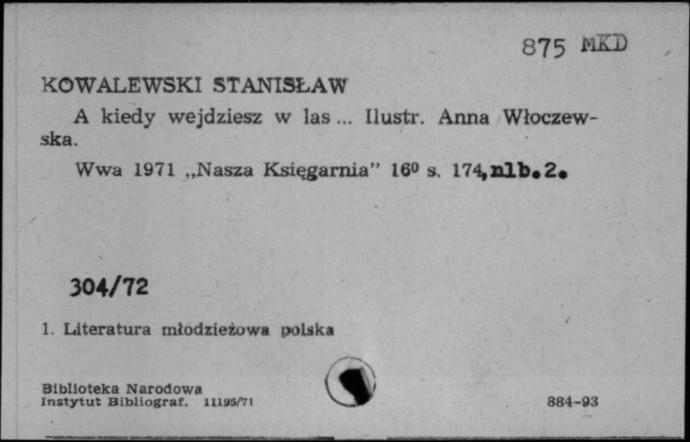 875 MKD
KOWALEWSKI STANISŁAW
A kiedy wejdziesz w las ... Ilustr. Anna Włoczew-
ska.
Wwa 1971 „Nasza Księgarnia" 16º s. 174, nlb. 2.
304/72
1. Literatura młodzieżowa polska
Biblioteka Narodowa
Instytut Bibliograf. 11195/71
884-93